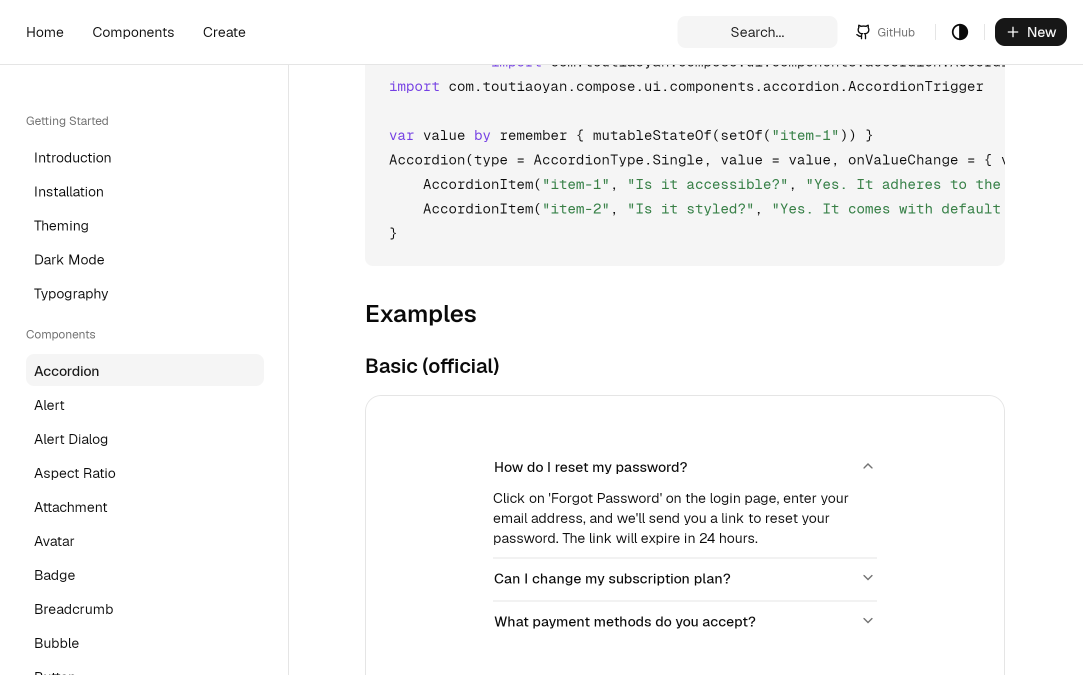 Home
Components
Create
Search...
GitHub
New
Getting Started
Introduction
Installation
Theming
Dark Mode
Typography
Components
Accordion
Alert
Alert Dialog
Aspect Ratio
Attachment
Avatar
Badge
Breadcrumb
Bubble
import com.toutiaoyan.compose.ui.components.accordion.AccordionTrigger
var value by remember { mutableStateOf(setOf("item-1")) }
Accordion(type = AccordionType.Single, value = value, onValueChange = { v
AccordionItem("item-1", "Is it accessible?", "Yes. It adheres to the
AccordionItem("item-2", "Is it styled?", "Yes. It comes with default
}
Examples
Basic (official)
How do I reset my password?
Click on 'Forgot Password' on the login page, enter your
email address, and we'll send you a link to reset your
password. The link will expire in 24 hours.
Can I change my subscription plan?
What payment methods do you accept?